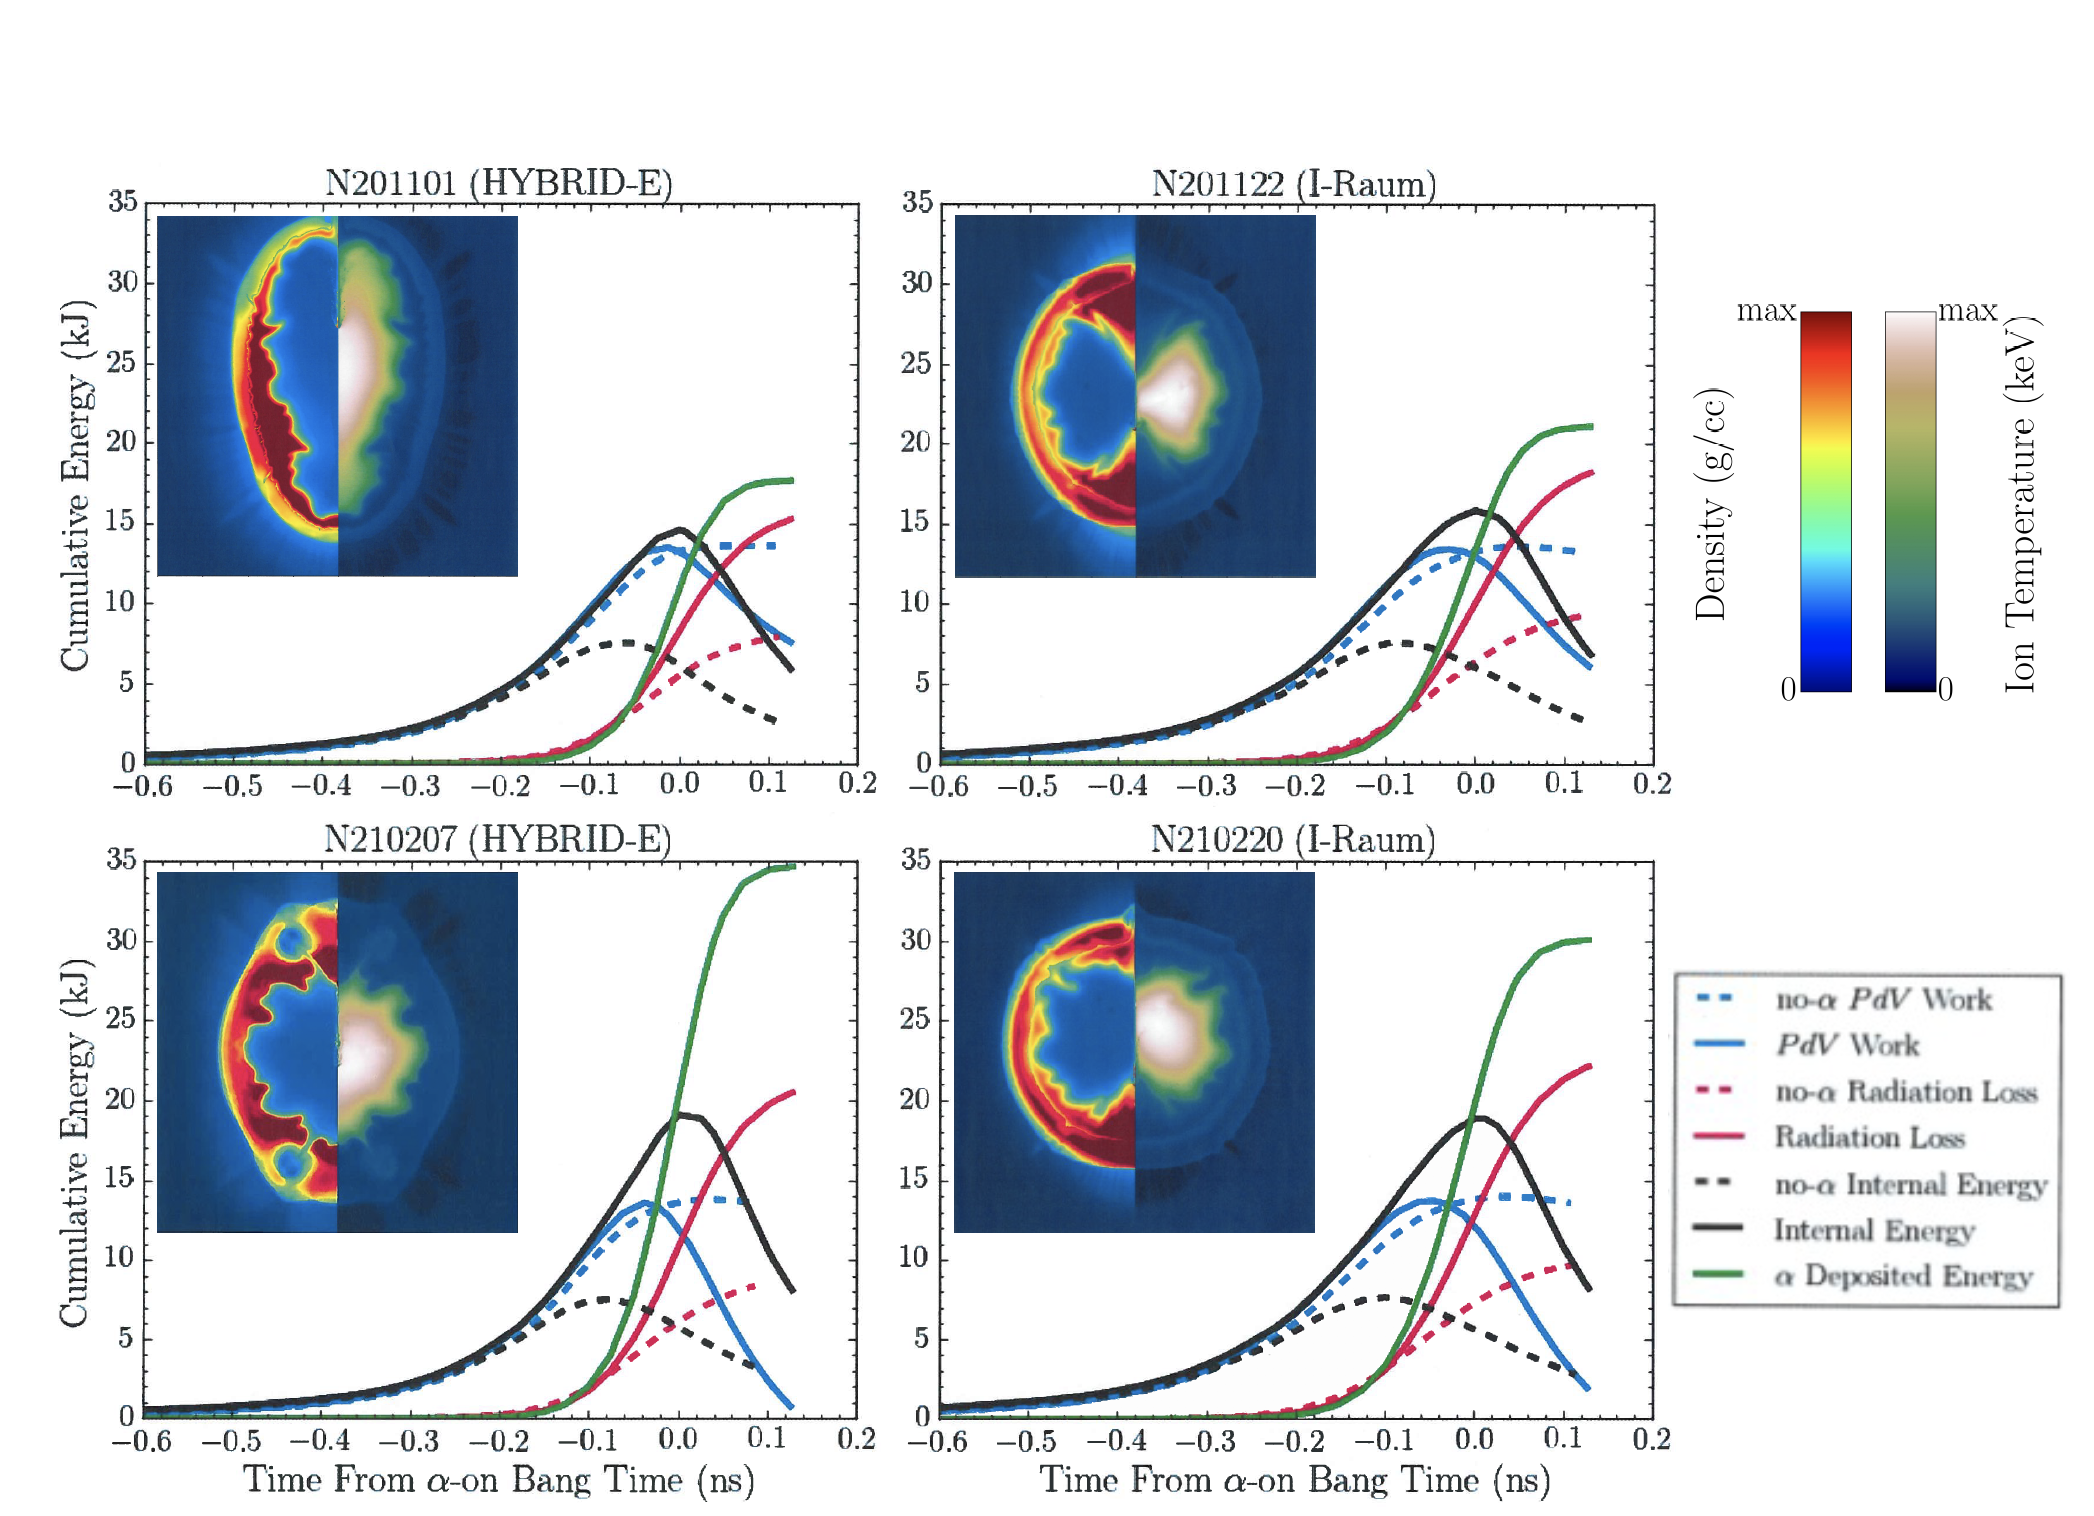 N201101 (HYBRID-E)
35
30
25
20
15
10
5
0
Cumulative Energy (kJ)
−0.6 −0.5 −0.4 −0.3 −0.2 −0.1 0.0 0.1 0.2
N201122 (I-Raum)
35
30
25
20
15
10
5
0
−0.6 −0.5 −0.4 −0.3 −0.2 −0.1 0.0 0.1 0.2
max
0
Density (g/cc)
max
0
Ion Temperature (keV)
N210207 (HYBRID-E)
35
30
25
20
15
10
5
0
Cumulative Energy (kJ)
−0.6 −0.5 −0.4 −0.3 −0.2 −0.1 0.0 0.1 0.2
Time From α-on Bang Time (ns)
N210220 (I-Raum)
35
30
25
20
15
10
5
0
−0.6 −0.5 −0.4 −0.3 −0.2 −0.1 0.0 0.1 0.2
Time From α-on Bang Time (ns)
no-α PdV Work
PdV Work
no-α Radiation Loss
Radiation Loss
no-α Internal Energy
Internal Energy
α Deposited Energy